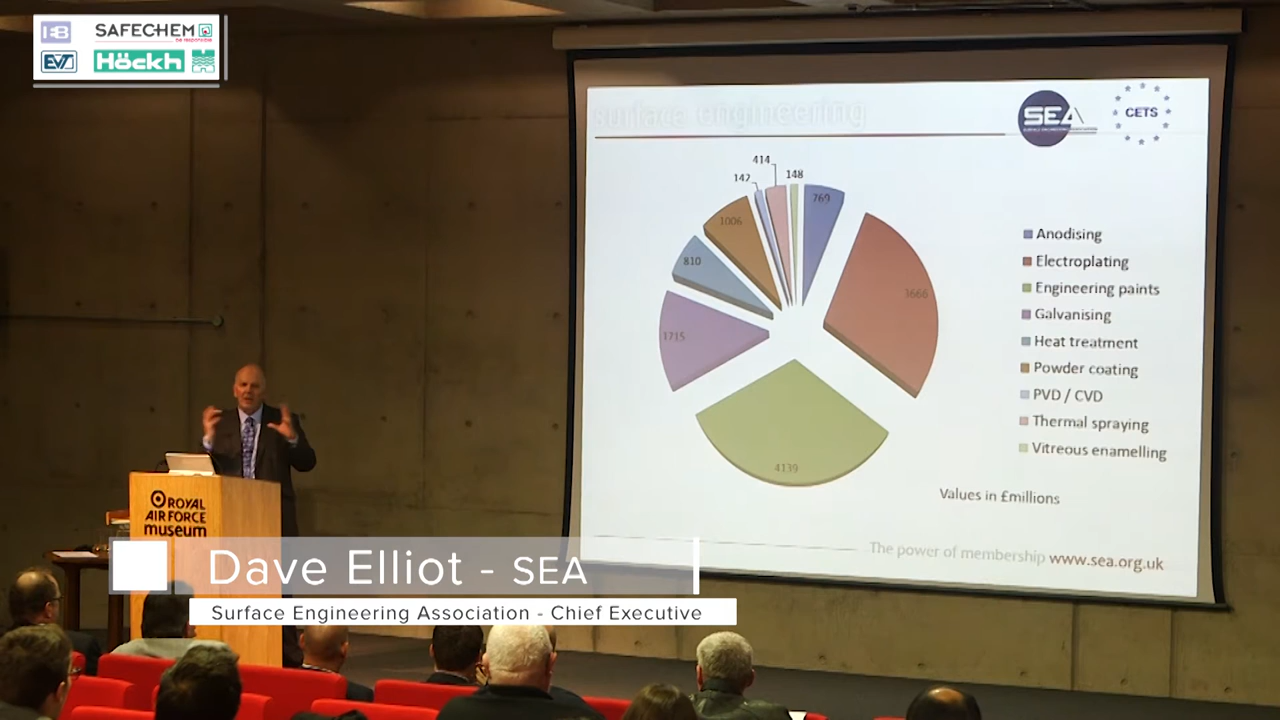 SAFECHEM
EVT
Höckh
surface engineering
SEA
CETS
414
142
148
769
1006
3666
810
1715
4139
Anodising
Electroplating
Engineering paints
Galvanising
Heat treatment
Powder coating
PVD / CVD
Thermal spraying
Vitreous enamelling
Values in £millions
The power of membership www.sea.org.uk
ROYAL
AIR FORCE
museum
Dave Elliot - SEA
Surface Engineering Association - Chief Executive